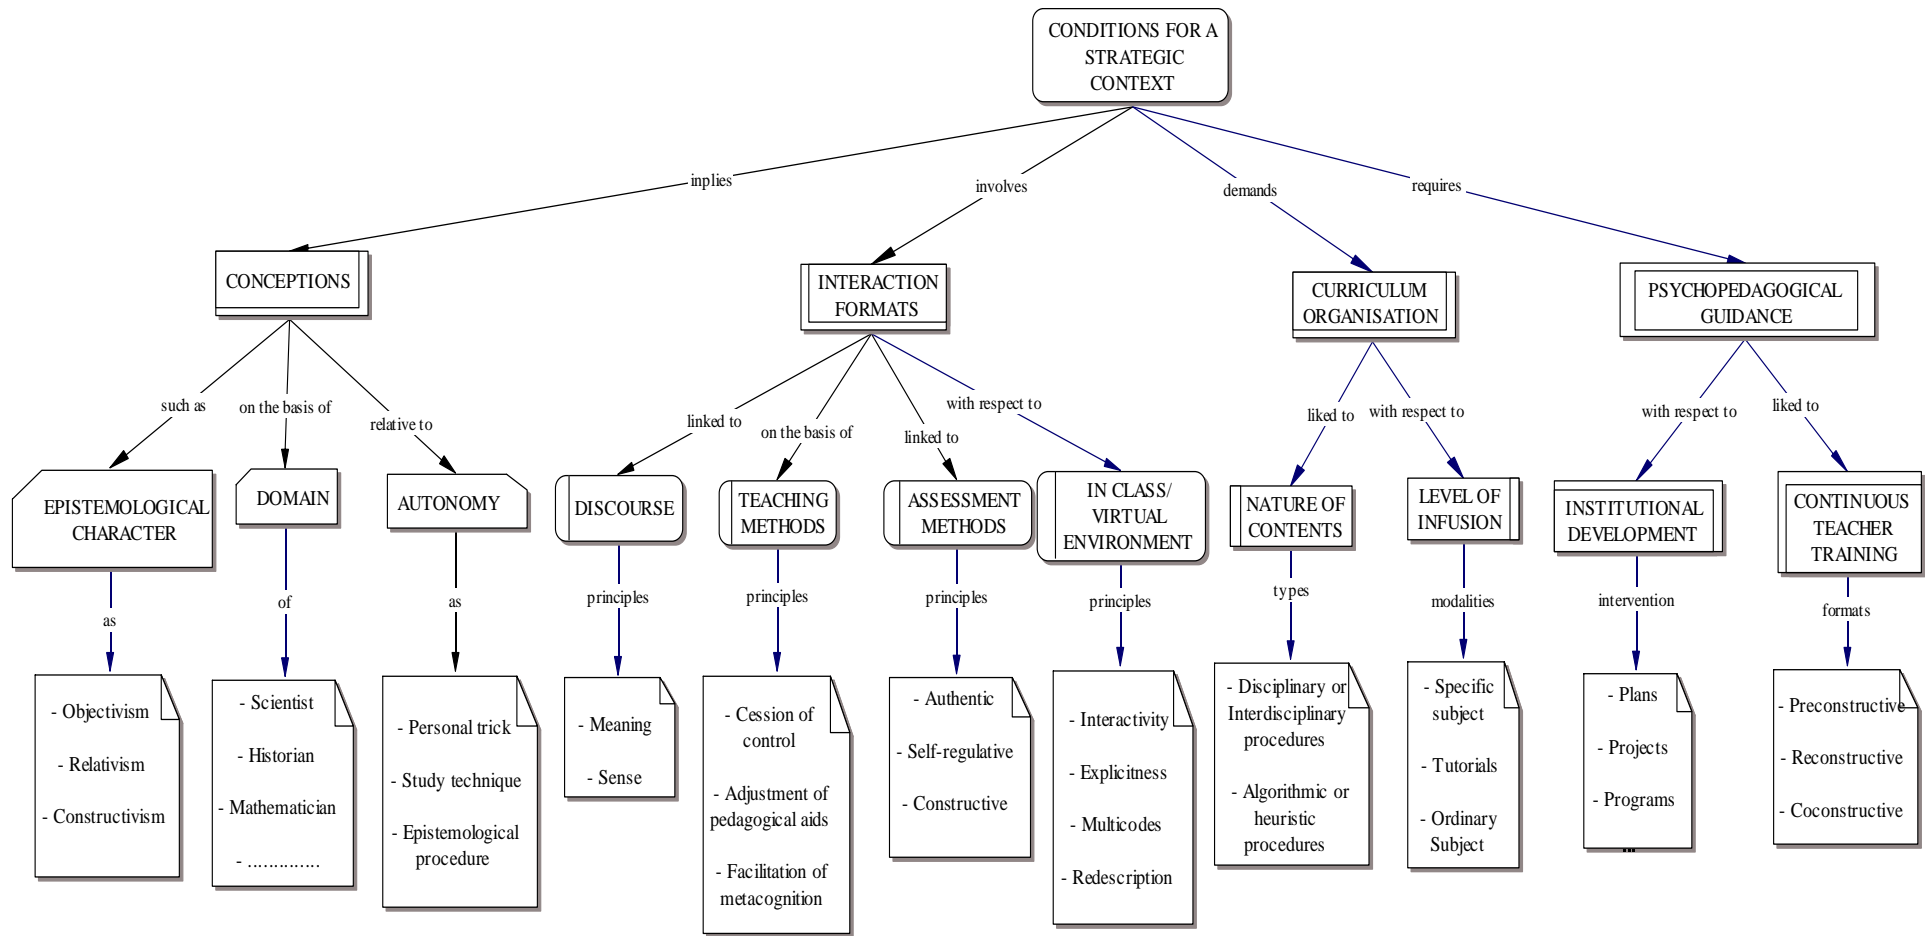 CONDITIONS FOR A
STRATEGIC
CONTEXT
inplies
involves
demands
requires
CONCEPTIONS
INTERACTION
FORMATS
CURRICULUM
ORGANISATION
PSYCHOPEDAGOGICAL
GUIDANCE
such as
on the basis of
relative to
linked to
on the basis of
linked to
with respect to
liked to
with respect to
with respect to
liked to
EPISTEMOLOGICAL
CHARACTER
DOMAIN
AUTONOMY
DISCOURSE
TEACHING
METHODS
ASSESSMENT
METHODS
IN CLASS/
VIRTUAL
ENVIRONMENT
NATURE OF
CONTENTS
LEVEL OF
INFUSION
INSTITUTIONAL
DEVELOPMENT
CONTINUOUS
TEACHER
TRAINING
as
of
as
principles
principles
principles
principles
types
modalities
intervention
formats
- Objectivism
- Relativism
- Constructivism
- Scientist
- Historian
- Mathematician
- ..............
- Personal trick
- Study technique
- Epistemological
procedure
- Meaning
- Sense
- Cession of
control
- Adjustment of
pedagogical aids
- Facilitation of
metacognition
- Authentic
- Self-regulative
- Constructive
- Interactivity
- Explicitness
- Multicodes
- Redescription
- Disciplinary or
Interdisciplinary
procedures
- Algorithmic or
heuristic
procedures
- Specific
subject
- Tutorials
- Ordinary
Subject
- Plans
- Projects
- Programs
...
- Preconstructive
- Reconstructive
- Coconstructive